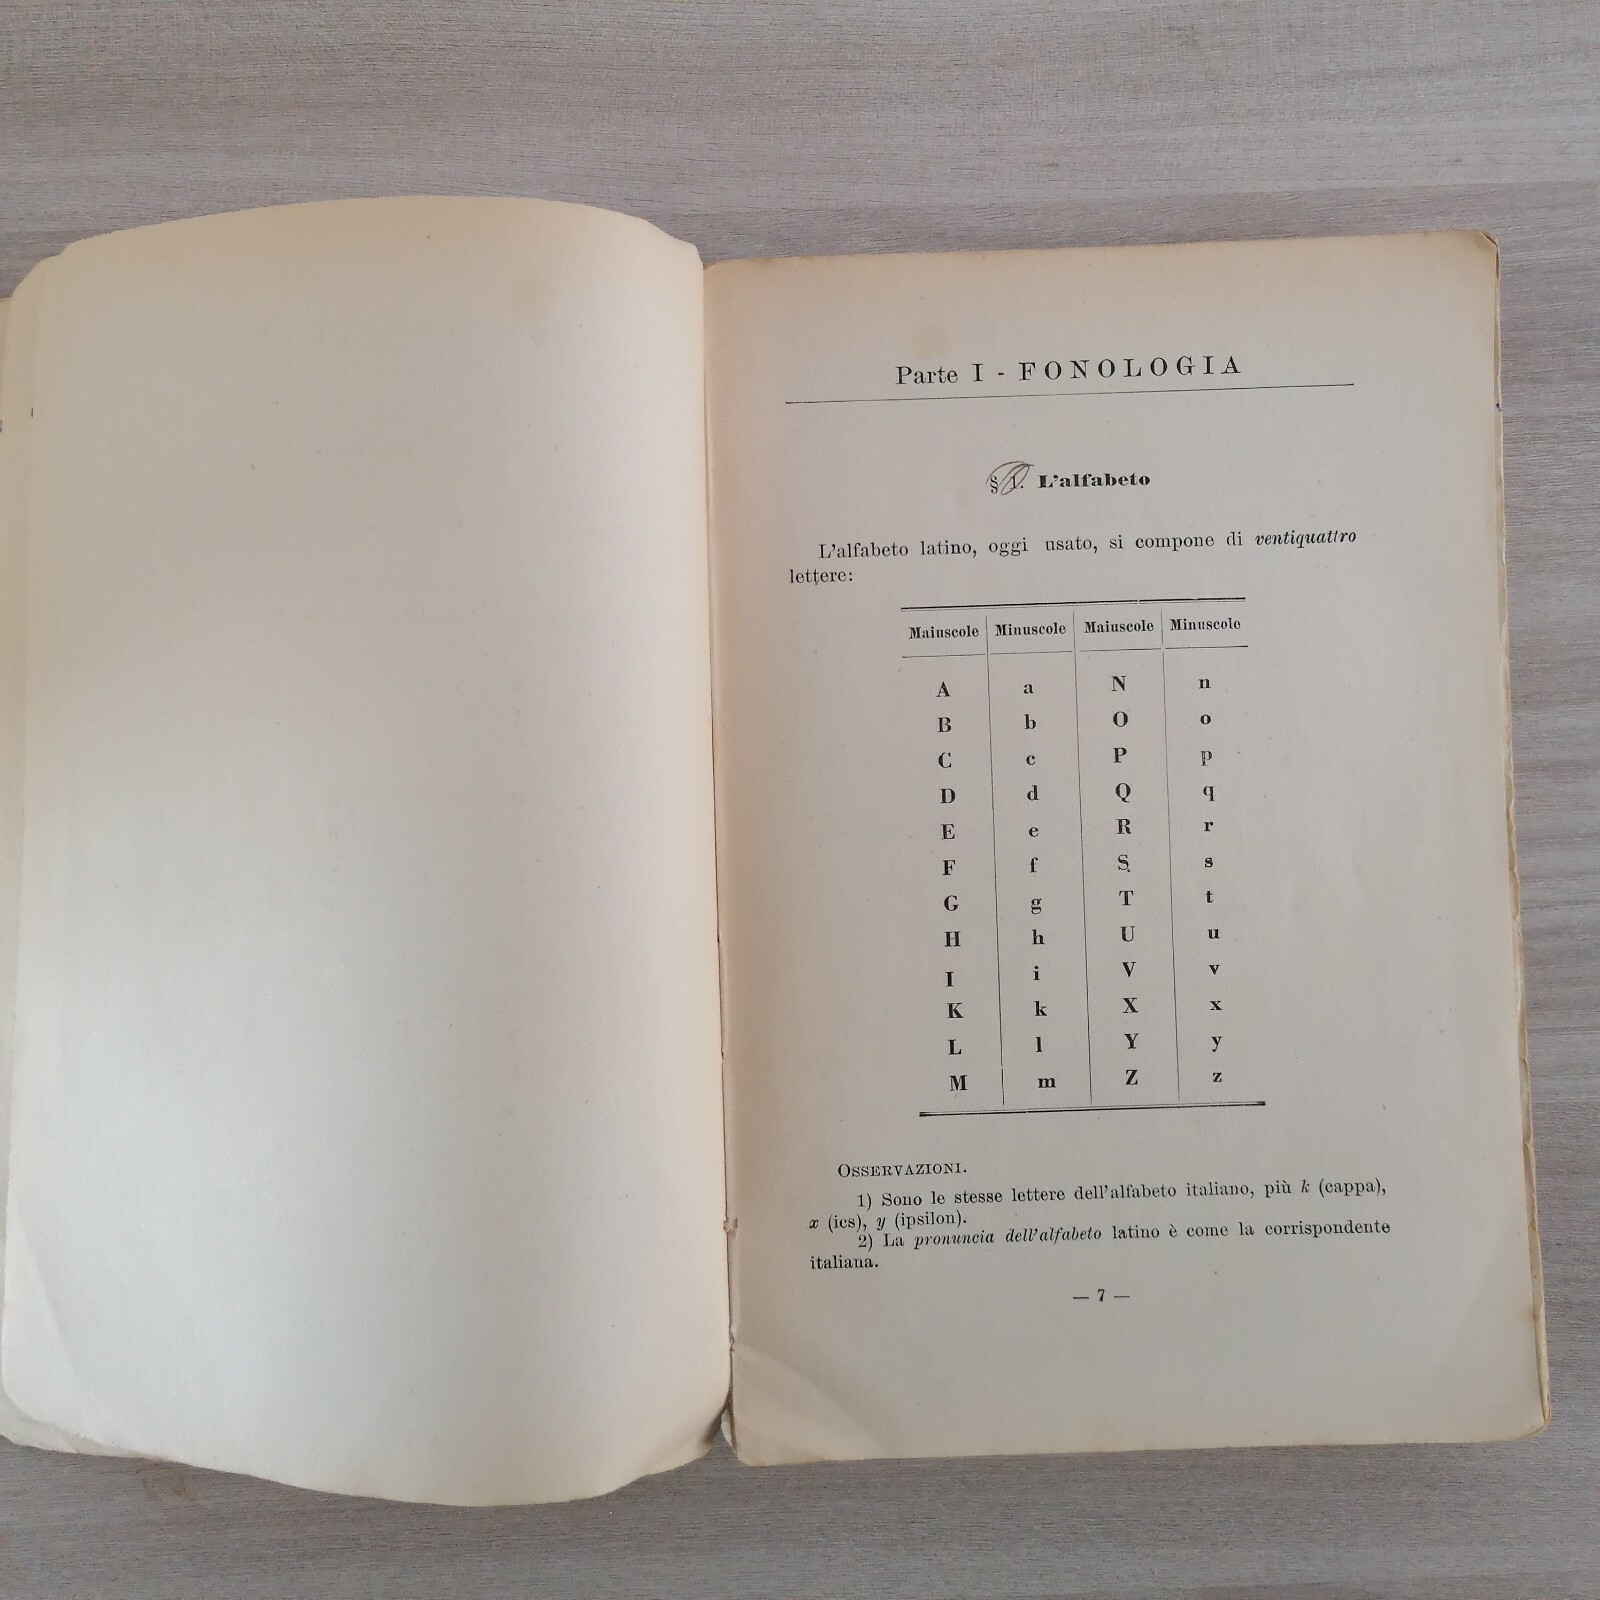 Parte I - FONOLOGIA
§ 1. L'alfabeto
L'alfabeto latino, oggi usato, si compone di ventiquattro
lettere:
Maiuscole Minuscole Maiuscole Minuscole
A a N n
B b O o
C c P p
D d Q q
E e R r
F f S s
G g T t
H h U u
I i V v
K k X x
L l Y y
M m Z z
OSSERVAZIONI.
1) Sono le stesse lettere dell'alfabeto italiano, più k (cappa),
x (ics), y (ipsilon).
2) La pronuncia dell'alfabeto latino è come la corrispondente
italiana.
— 7 —